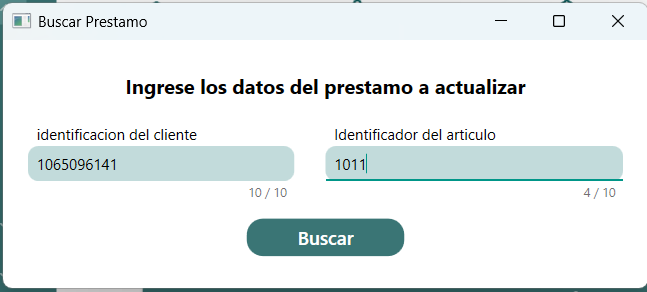 Buscar Prestamo
Ingrese los datos del prestamo a actualizar
identificacion del cliente
Identificador del articulo
1065096141
1011
10 / 10
4 / 10
Buscar